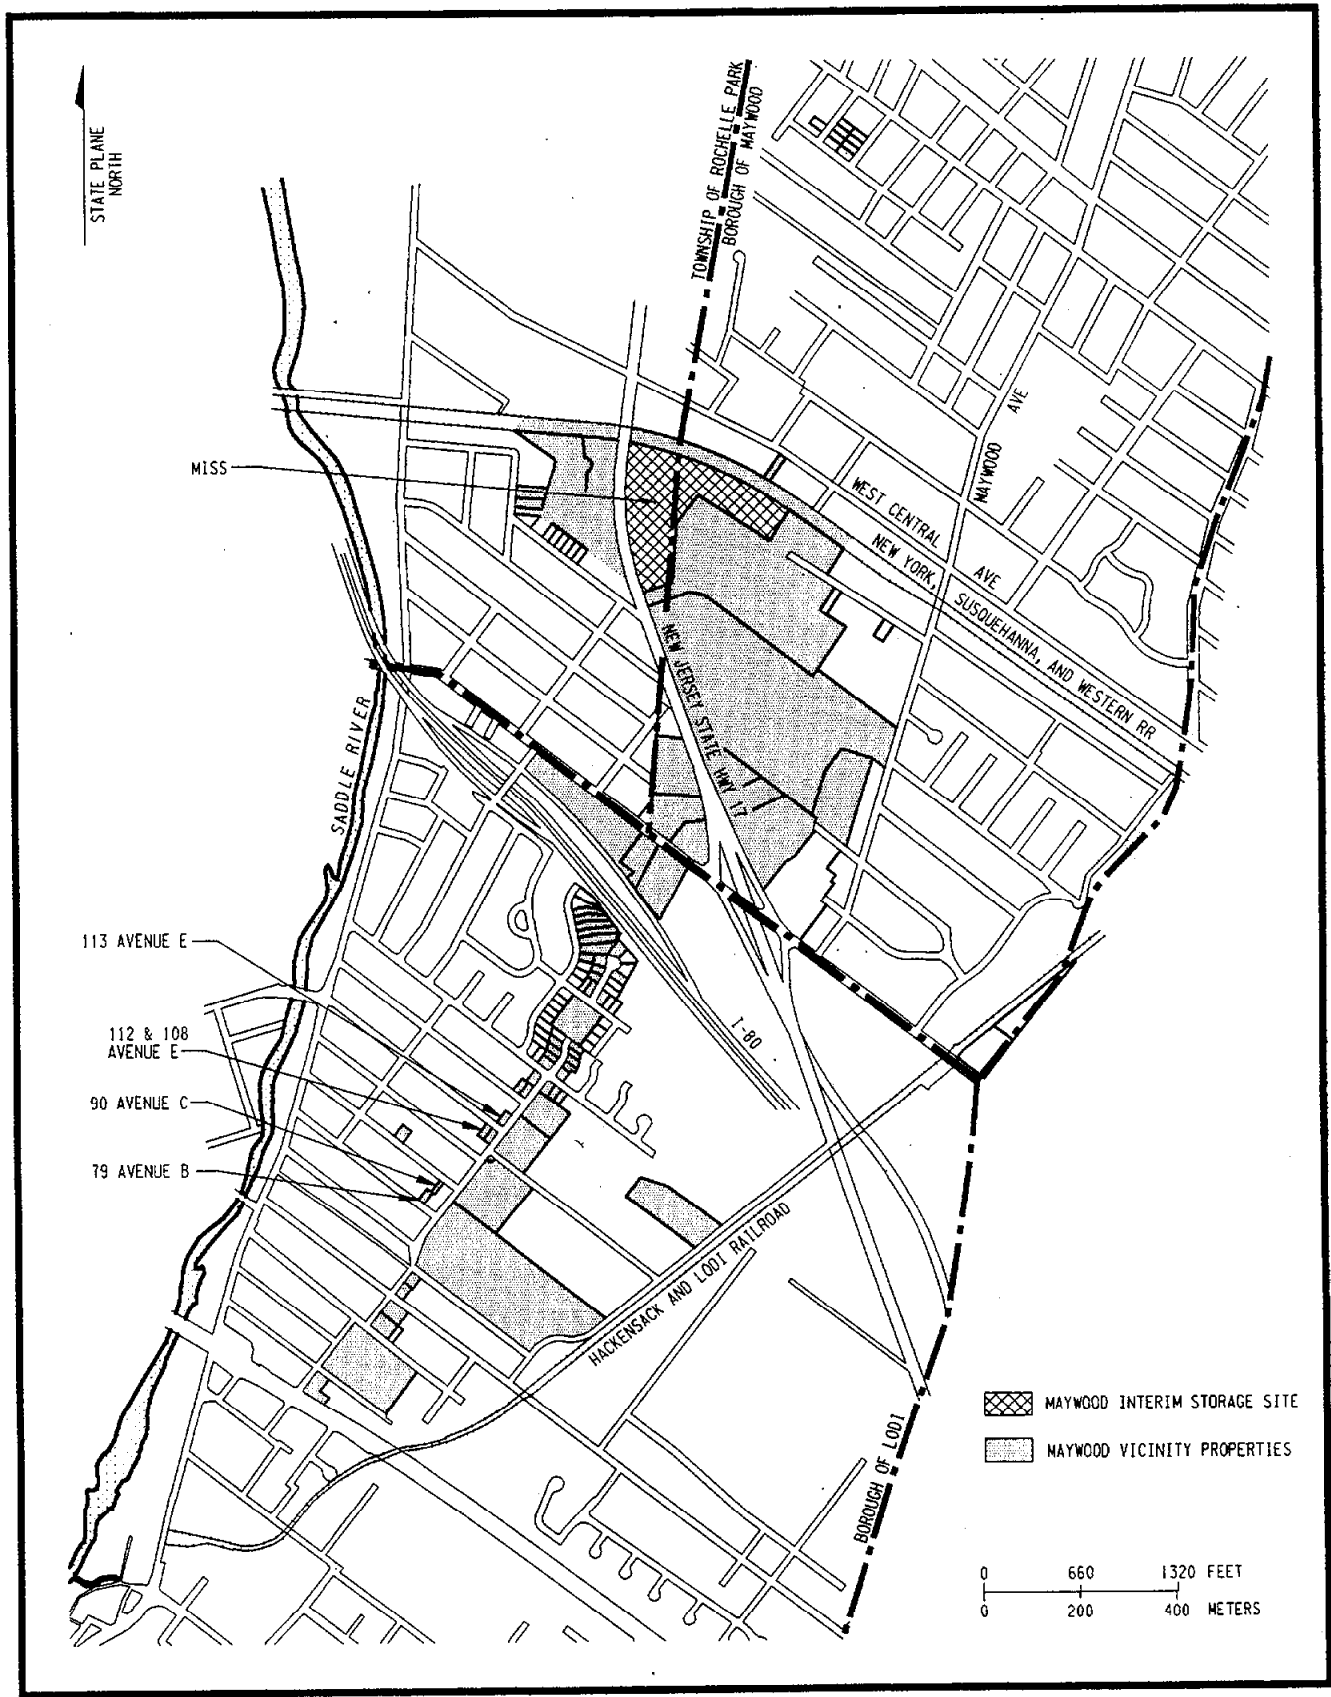 STATE PLANE
NORTH
TOWNSHIP OF ROCHELLE PARK
BOROUGH OF MAYWOOD
MAYWOOD
AVE
MISS
WEST CENTRAL
AVE
NEW YORK,
SUSQUEHANNA, AND WESTERN RR
NEW JERSEY STATE HWY 17
SADDLE RIVER
113 AVENUE E
112 & 108
AVENUE E
90 AVENUE C
79 AVENUE B
I-80
HACKENSACK AND LODI RAILROAD
BOROUGH OF LODI
MAYWOOD INTERIM STORAGE SITE
MAYWOOD VICINITY PROPERTIES
0 660 1320 FEET
0 200 400 METERS